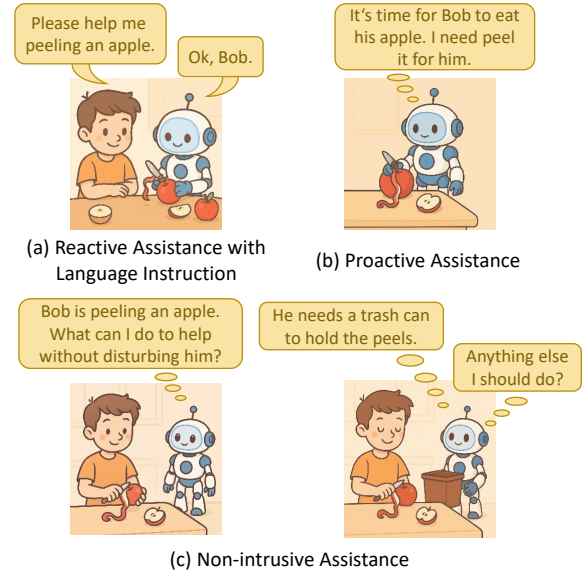 Please help me
peeling an apple.
Ok, Bob.
It's time for Bob to eat
his apple. I need peel
it for him.
(a) Reactive Assistance with
Language Instruction
(b) Proactive Assistance
Bob is peeling an apple.
What can I do to help
without disturbing him?
He needs a trash can
to hold the peels.
Anything else
I should do?
(c) Non-intrusive Assistance